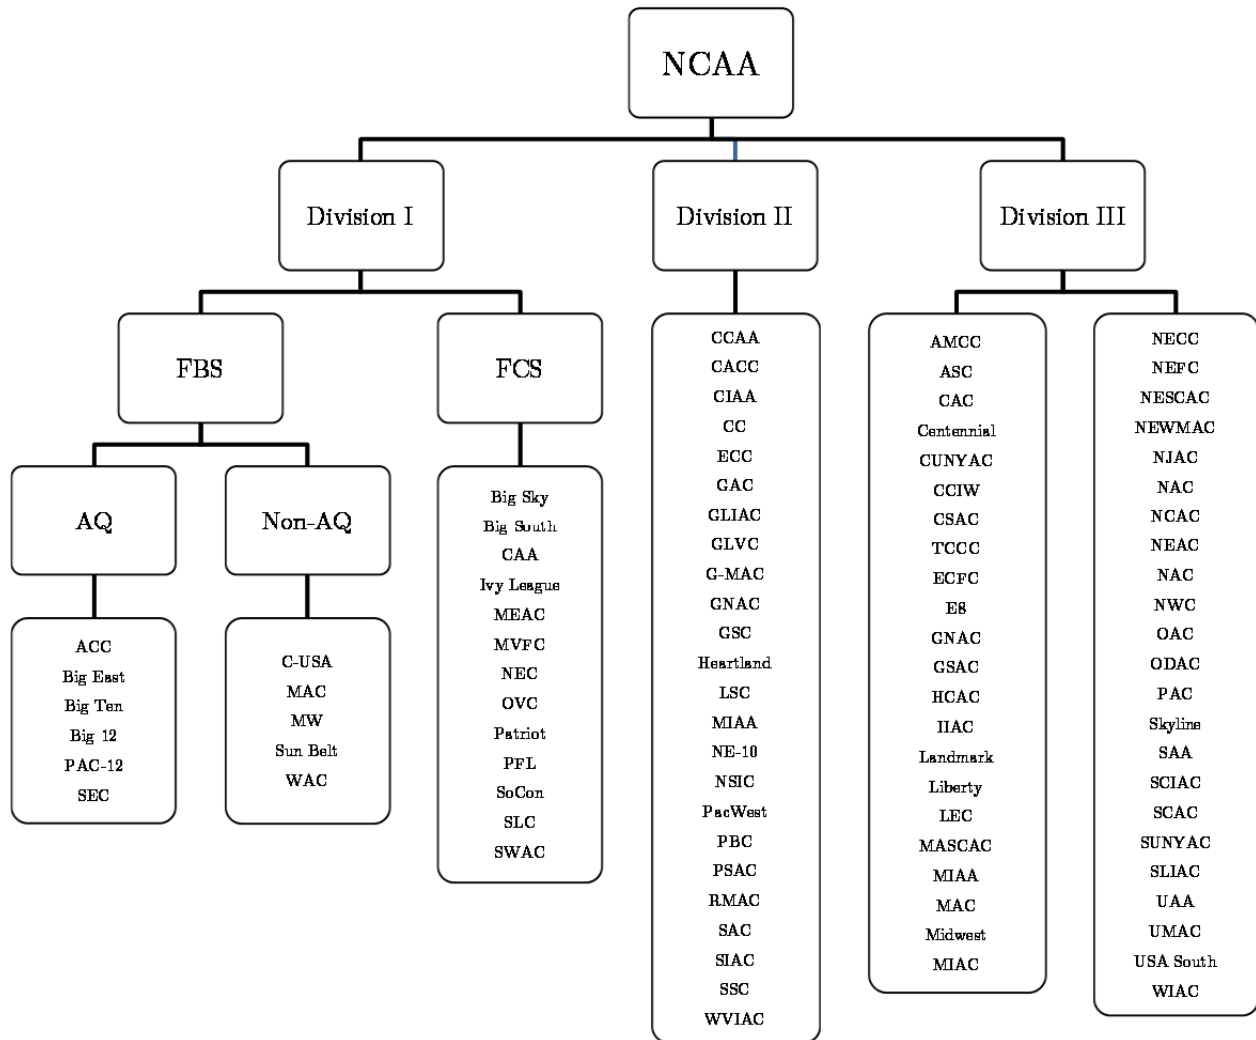 NCAA
Division I
Division II
Division III
FBS
FCS
AQ
Non-AQ
ACC
Big East
Big Ten
Big 12
PAC-12
SEC
C-USA
MAC
MW
Sun Belt
WAC
Big Sky
Big South
CAA
Ivy League
MEAC
MVFC
NEC
OVC
Patriot
PFL
SoCon
SLC
SWAC
CCAA
CACC
CIAA
CC
ECC
GAC
GLIAC
GLVC
G-MAC
GNAC
GSC
Heartland
LSC
MIAA
NE-10
NSIC
PacWest
PBC
PSAC
RMAC
SAC
SIAC
SSC
WVIAC
AMCC
ASC
CAC
Centennial
CUNYAC
CCIW
CSAC
TCCC
ECFC
E8
GNAC
GSAC
HCAC
IIAC
Landmark
Liberty
LEC
MASCAC
MIAA
MAC
Midwest
MIAC
NECC
NEFC
NESCAC
NEWMAC
NJAC
NAC
NCAC
NEAC
NAC
NWC
OAC
ODAC
PAC
Skyline
SAA
SCIAC
SCAC
SUNYAC
SLIAC
UAA
UMAC
USA South
WIAC